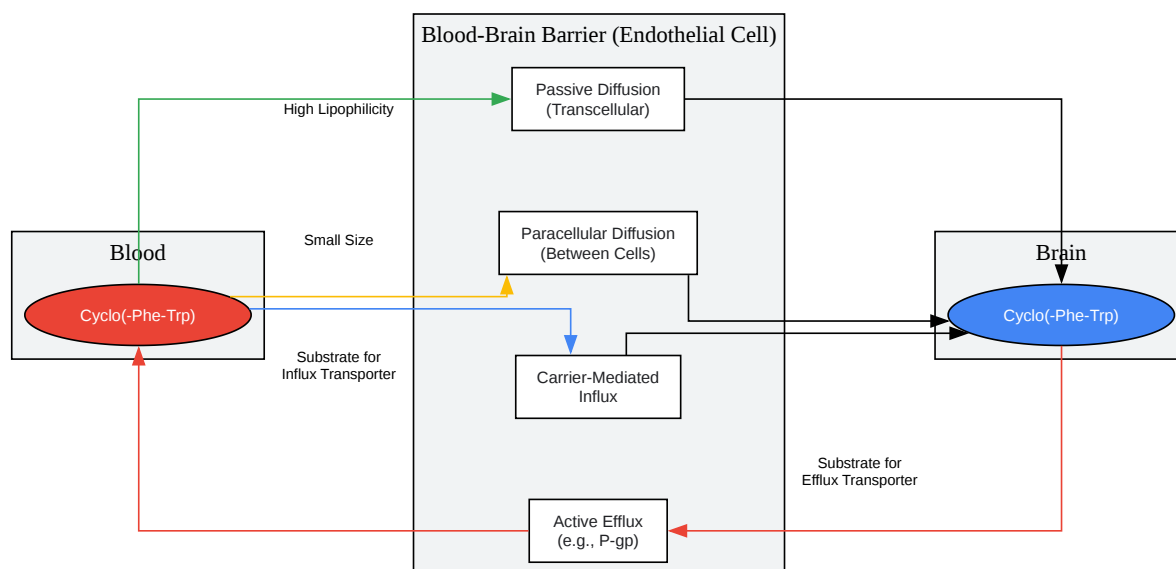 Blood-Brain Barrier (Endothelial Cell)
Passive Diffusion
(Transcellular)
High Lipophilicity
Paracellular Diffusion
(Between Cells)
Small Size
Blood
Brain
Cyclo(-Phe-Trp)
Cyclo(-Phe-Trp)
Substrate for
Influx Transporter
Carrier-Mediated
Influx
Substrate for
Efflux Transporter
Active Efflux
(e.g., P-gp)